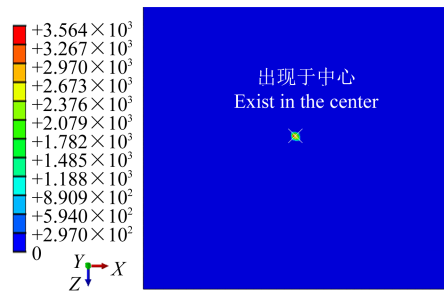 +3.564×10³
+3.267×10³
+2.970×10³
+2.673×10³
+2.376×10³
+2.079×10³
+1.782×10³
+1.485×10³
+1.188×10³
+8.909×10²
+5.940×10²
+2.970×10²
0
Y
X
Z
出现于中心
Exist in the center